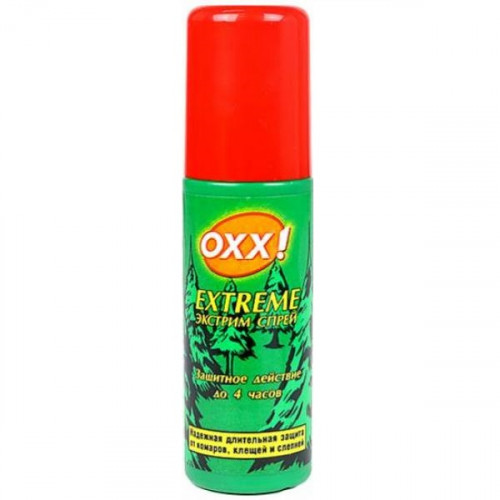 OXX!
EXTREME
ЭКСТРИМ СПРЕЙ
Защитное действие
до 4 часов
Надежная длительная защита
от комаров, клещей и слепней